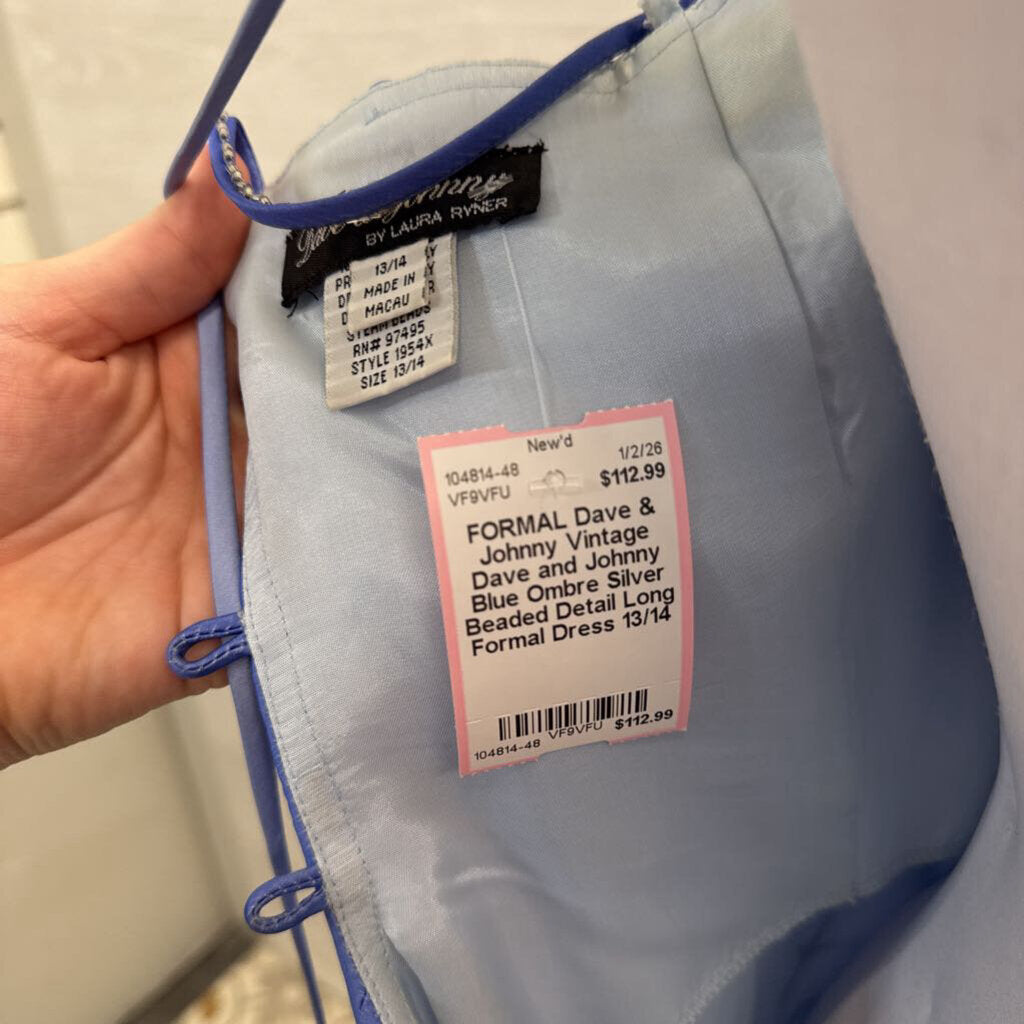 Dave & Johnny
BY LAURA RYNER
13/14
MADE IN
MACAU
RN# 97495
STYLE 1954X
SIZE 13/14
New'd
104814-48 1/2/26
VF9VFU $112.99
FORMAL Dave &
Johnny Vintage
Dave and Johnny
Blue Ombre Silver
Beaded Detail Long
Formal Dress 13/14
104814-48 VF9VFU $112.99